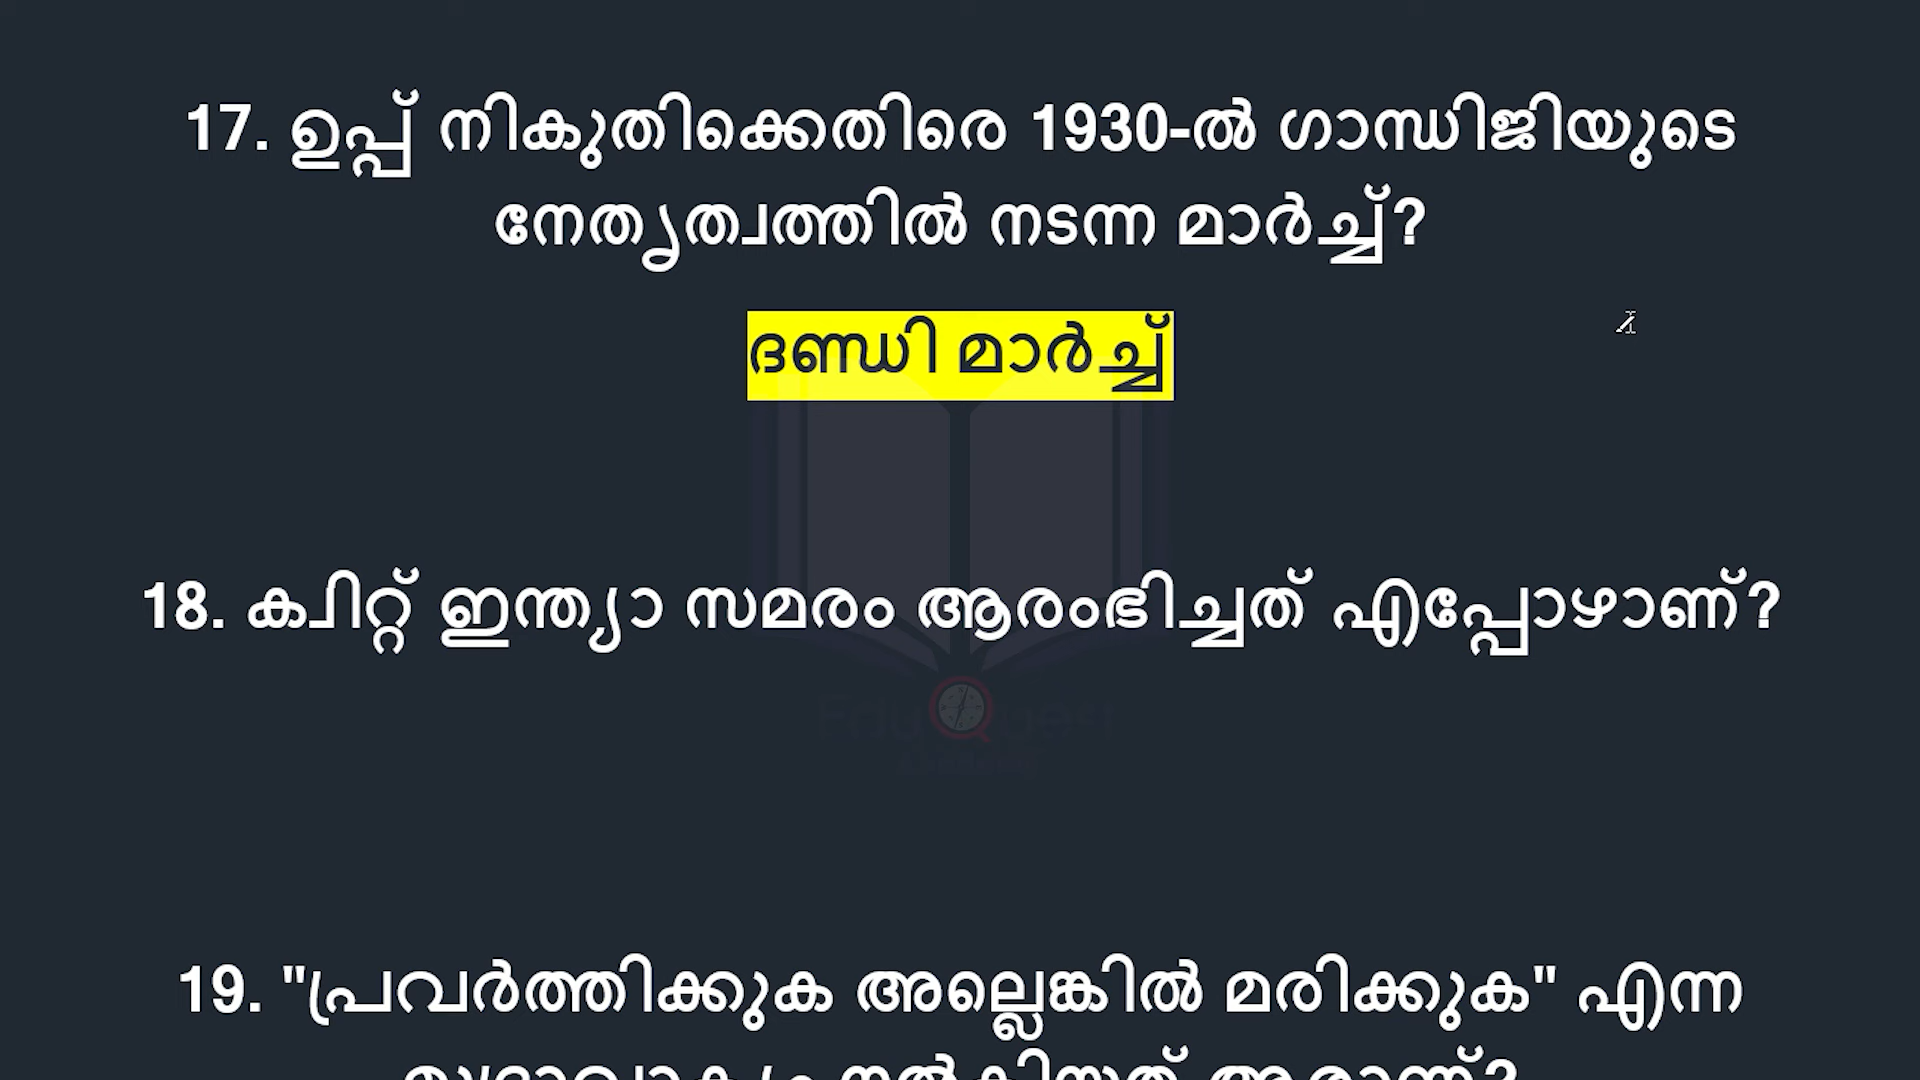 17. ഉപ്പ് നികുതിക്കെതിരെ 1930-ൽ ഗാന്ധിജിയുടെ
നേതൃത്വത്തിൽ നടന്ന മാർച്ച്?
ദണ്ഡി മാർച്ച്
18. ക്വിറ്റ് ഇന്ത്യാ സമരം ആരംഭിച്ചത് എപ്പോഴാണ്?
19. "പ്രവർത്തിക്കുക അല്ലെങ്കിൽ മരിക്കുക" എന്ന